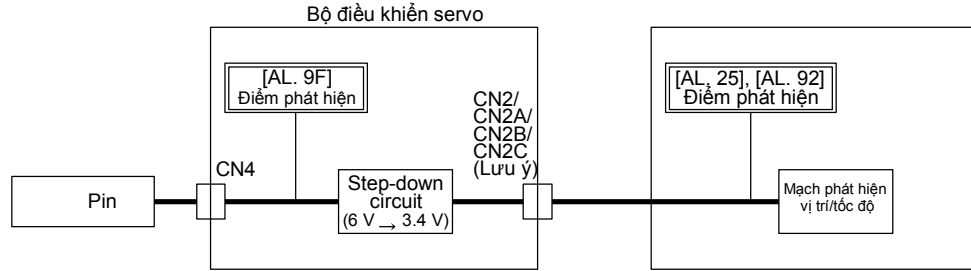 Bộ điều khiển servo
[AL. 9F]
Điểm phát hiện
[AL. 25], [AL. 92]
Điểm phát hiện
CN2/
CN2A/
CN2B/
CN2C
(Lưu ý)
CN4
Pin
Step-down
circuit
(6 V → 3.4 V)
Mạch phát hiện
vị trí/tốc độ